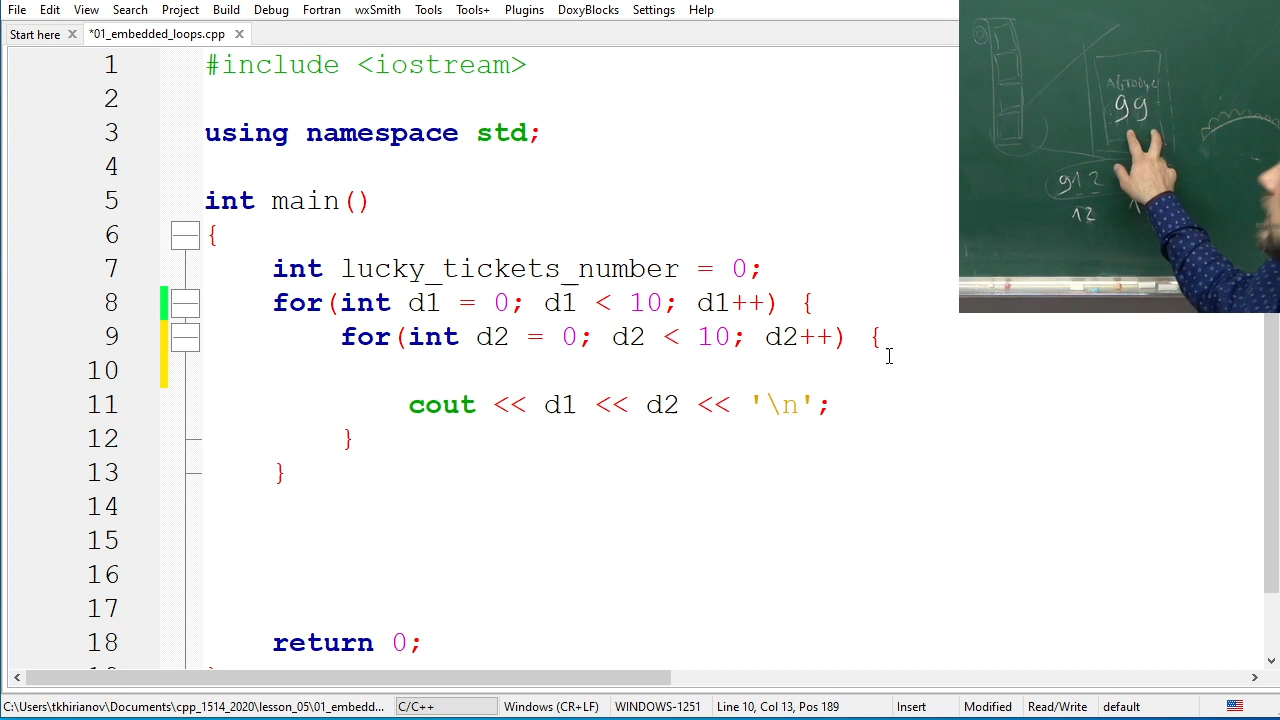 File Edit View Search Project Build Debug Fortran wxSmith Tools Tools+ Plugins DoxyBlocks Settings Help
Start here *01_embedded_loops.cpp
1 #include <iostream>
2
3 using namespace std;
4
5 int main()
6 {
7 int lucky_tickets_number = 0;
8 for(int d1 = 0; d1 < 10; d1++) {
9 for(int d2 = 0; d2 < 10; d2++) {
10
11 cout << d1 << d2 << '\n';
12 }
13 }
14
15
16
17
18 return 0;
Автобус
99
912
12
C:\Users\tkhirianov\Documents\cpp_1514_2020\lesson_05\01_embedd... C/C++ Windows (CR+LF) WINDOWS-1251 Line 10, Col 13, Pos 189 Insert Modified Read/Write default